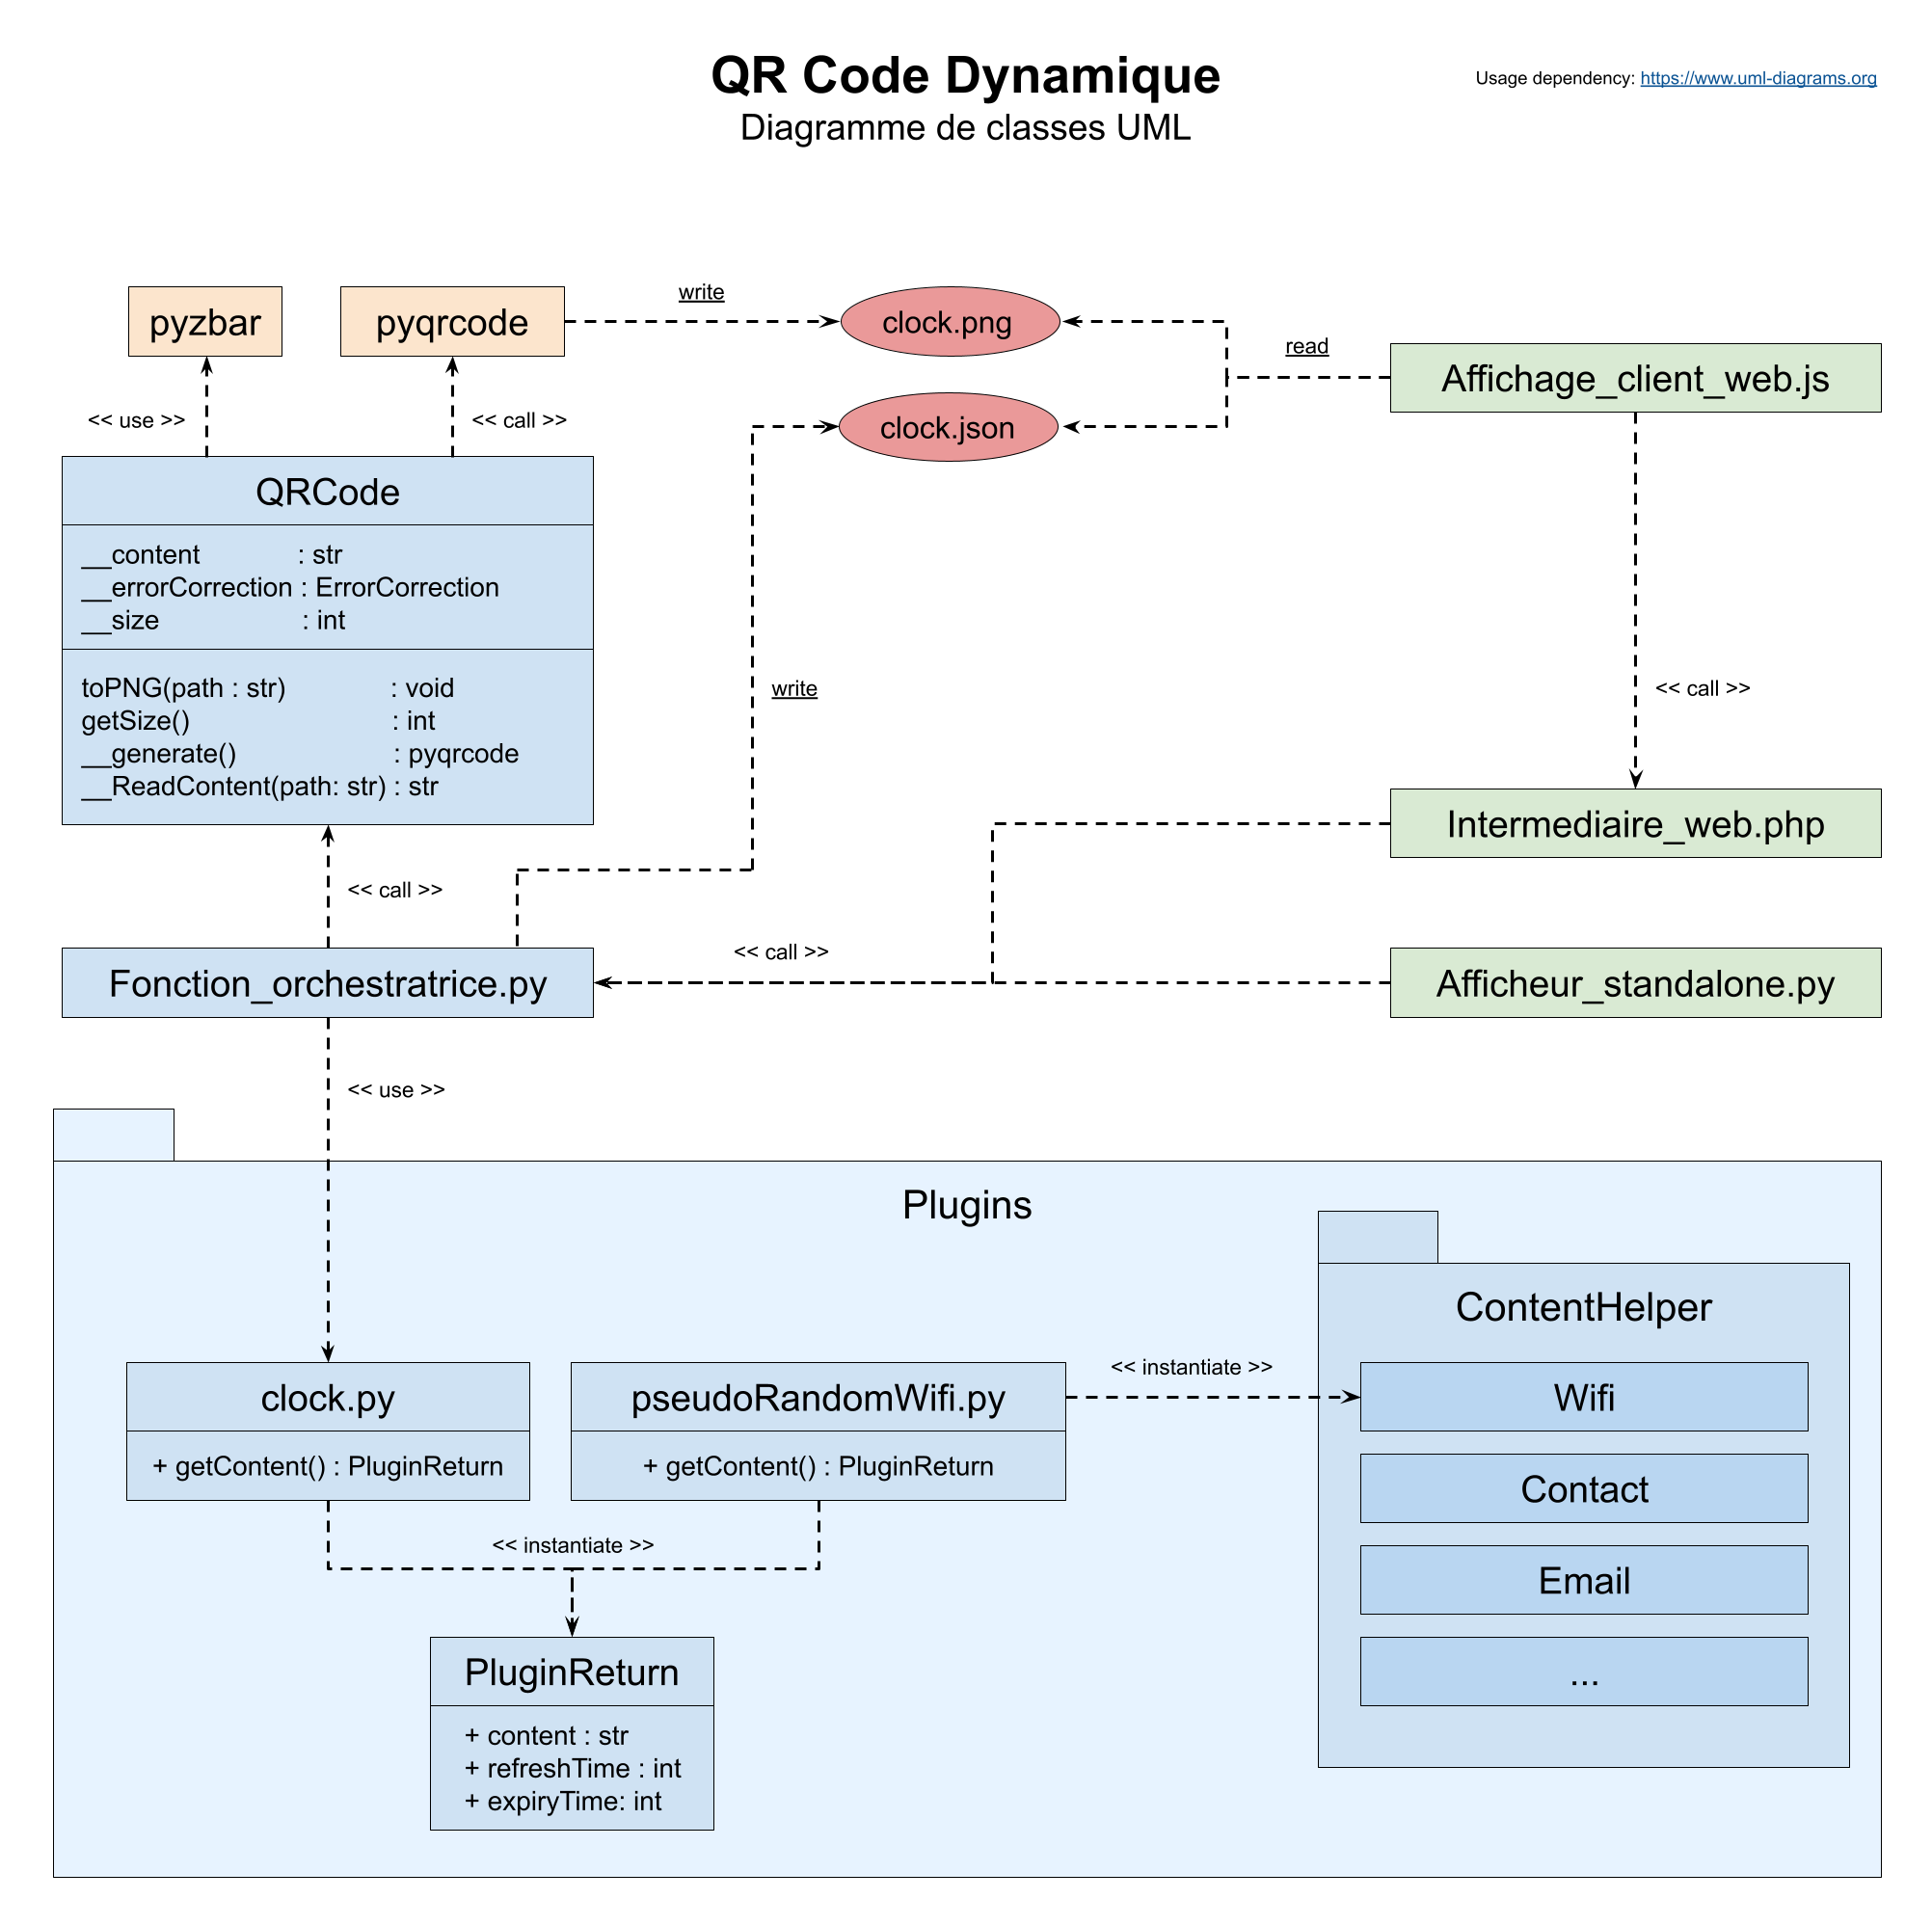 QR Code Dynamique
Diagramme de classes UML
Usage dependency: https://www.uml-diagrams.org
pyzbar
pyqrcode
write
clock.png
read
Affichage_client_web.js
clock.json
<< use >>
<< call >>
QRCode
__content : str
__errorCorrection : ErrorCorrection
__size : int
toPNG(path : str) : void
getSize() : int
__generate() : pyqrcode
__ReadContent(path: str) : str
write
<< call >>
Intermediaire_web.php
<< call >>
<< call >>
Fonction_orchestratrice.py
Afficheur_standalone.py
<< use >>
Plugins
ContentHelper
clock.py
+ getContent() : PluginReturn
pseudoRandomWifi.py
+ getContent() : PluginReturn
<< instantiate >>
Wifi
Contact
Email
...
<< instantiate >>
PluginReturn
+ content : str
+ refreshTime : int
+ expiryTime: int